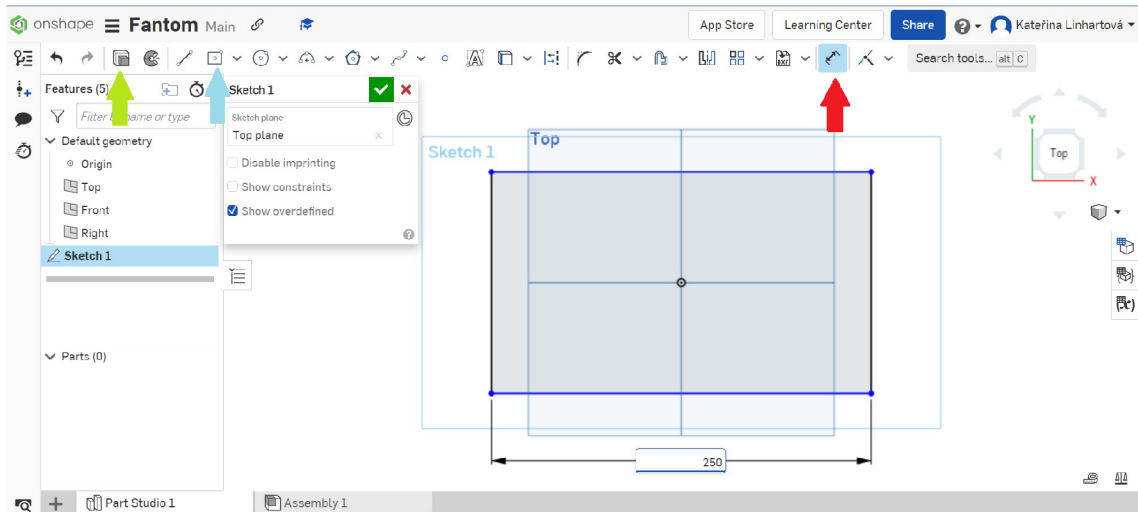 onshape Fantom Main App Store Learning Center Share Kateřina Linhartová
Search tools... alt C
Features (5) Sketch 1
Filter by name or type Sketch plane
Top plane
Default geometry
Origin Disable imprinting
Top Show constraints
Front Show overdefined
Right
Sketch 1
Parts (0)
Sketch 1
Top
250
Y
Top
X
Part Studio 1 Assembly 1